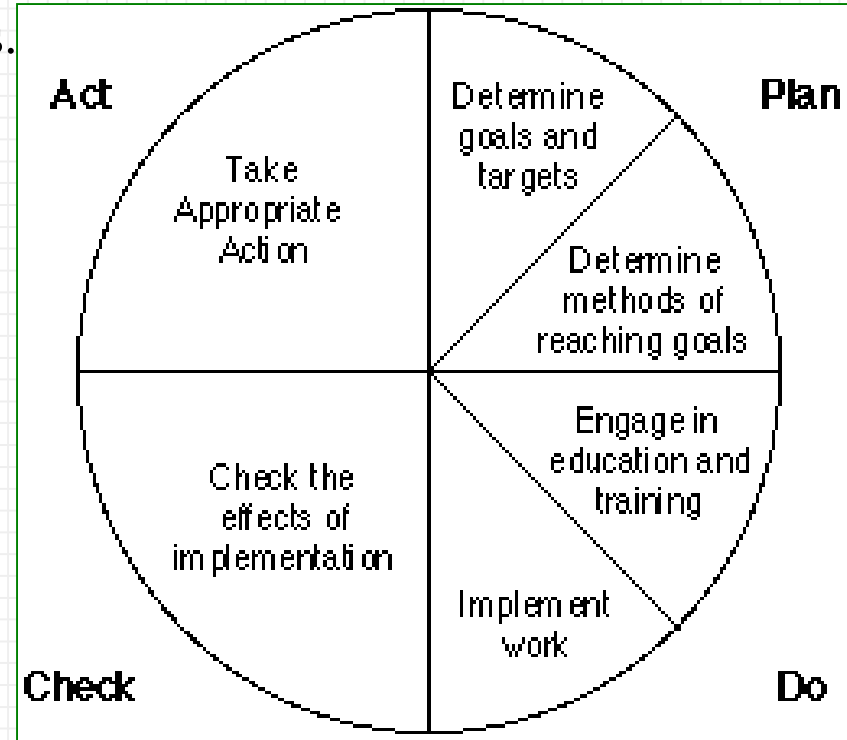 Act
Plan
Determine
goals and
targets
Take
Appropriate
Action
Determine
methods of
reaching goals
Engage in
education and
training
Check the
effects of
implementation
Implement
work
Check
Do